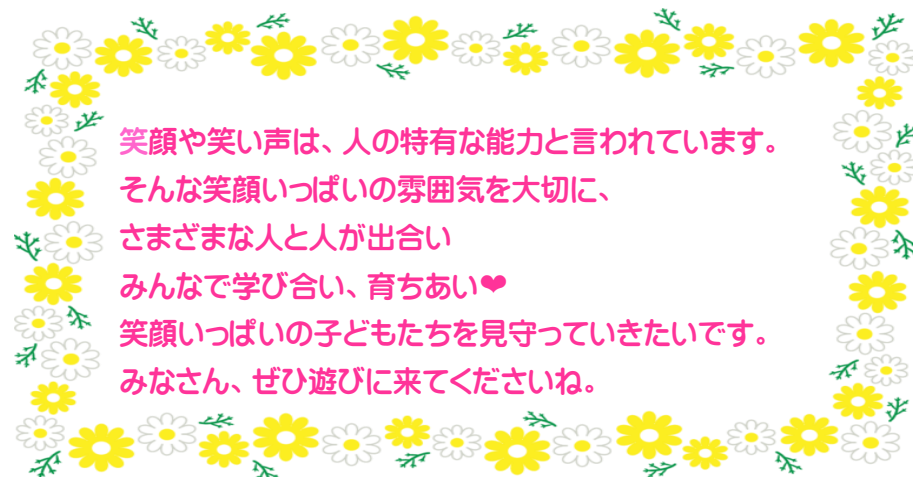 笑顔や笑い声は、人の特有な能力と言われています。
そんな笑顔いっぱいの雰囲気を大切に、
さまざまな人と人が出合い
みんなで学び合い、育ちあい❤
笑顔いっぱいの子どもたちを見守っていきたいです。
みなさん、ぜひ遊びに来てくださいね。